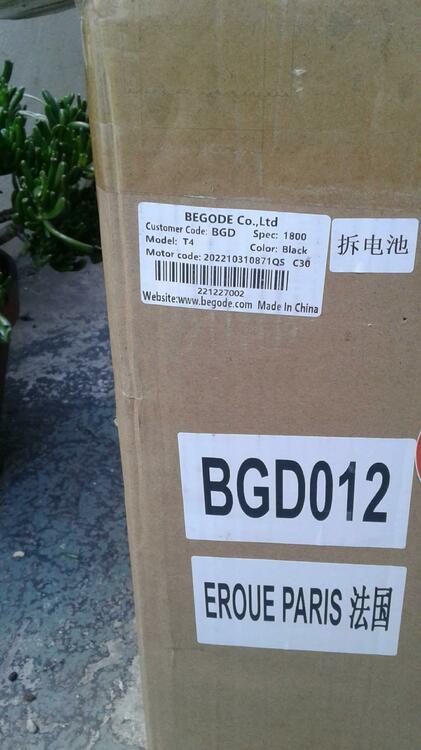 BEGODE Co.,Ltd
Customer Code: BGD Spec: 1800
Model: T4 Color: Black
Motor code: 202210310871QS C30
221227002
Website:www.begode.com Made In China
拆电池
BGD012
EROUE PARIS 法国